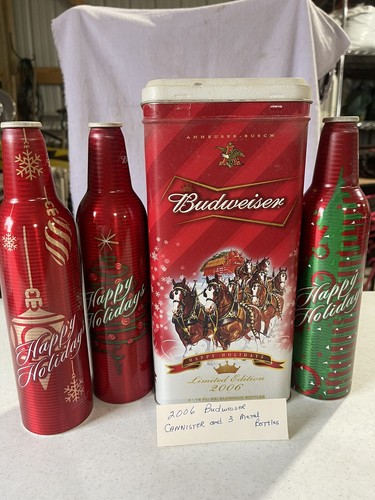 ANHEUSER-BUSCH
Budweiser
HAPPY HOLIDAYS
Limited Edition
2006
Happy
Holidays
Happy
Holidays
Happy
Holidays
2006 Budweiser
CANNISTER and 3 Metal
Bottles